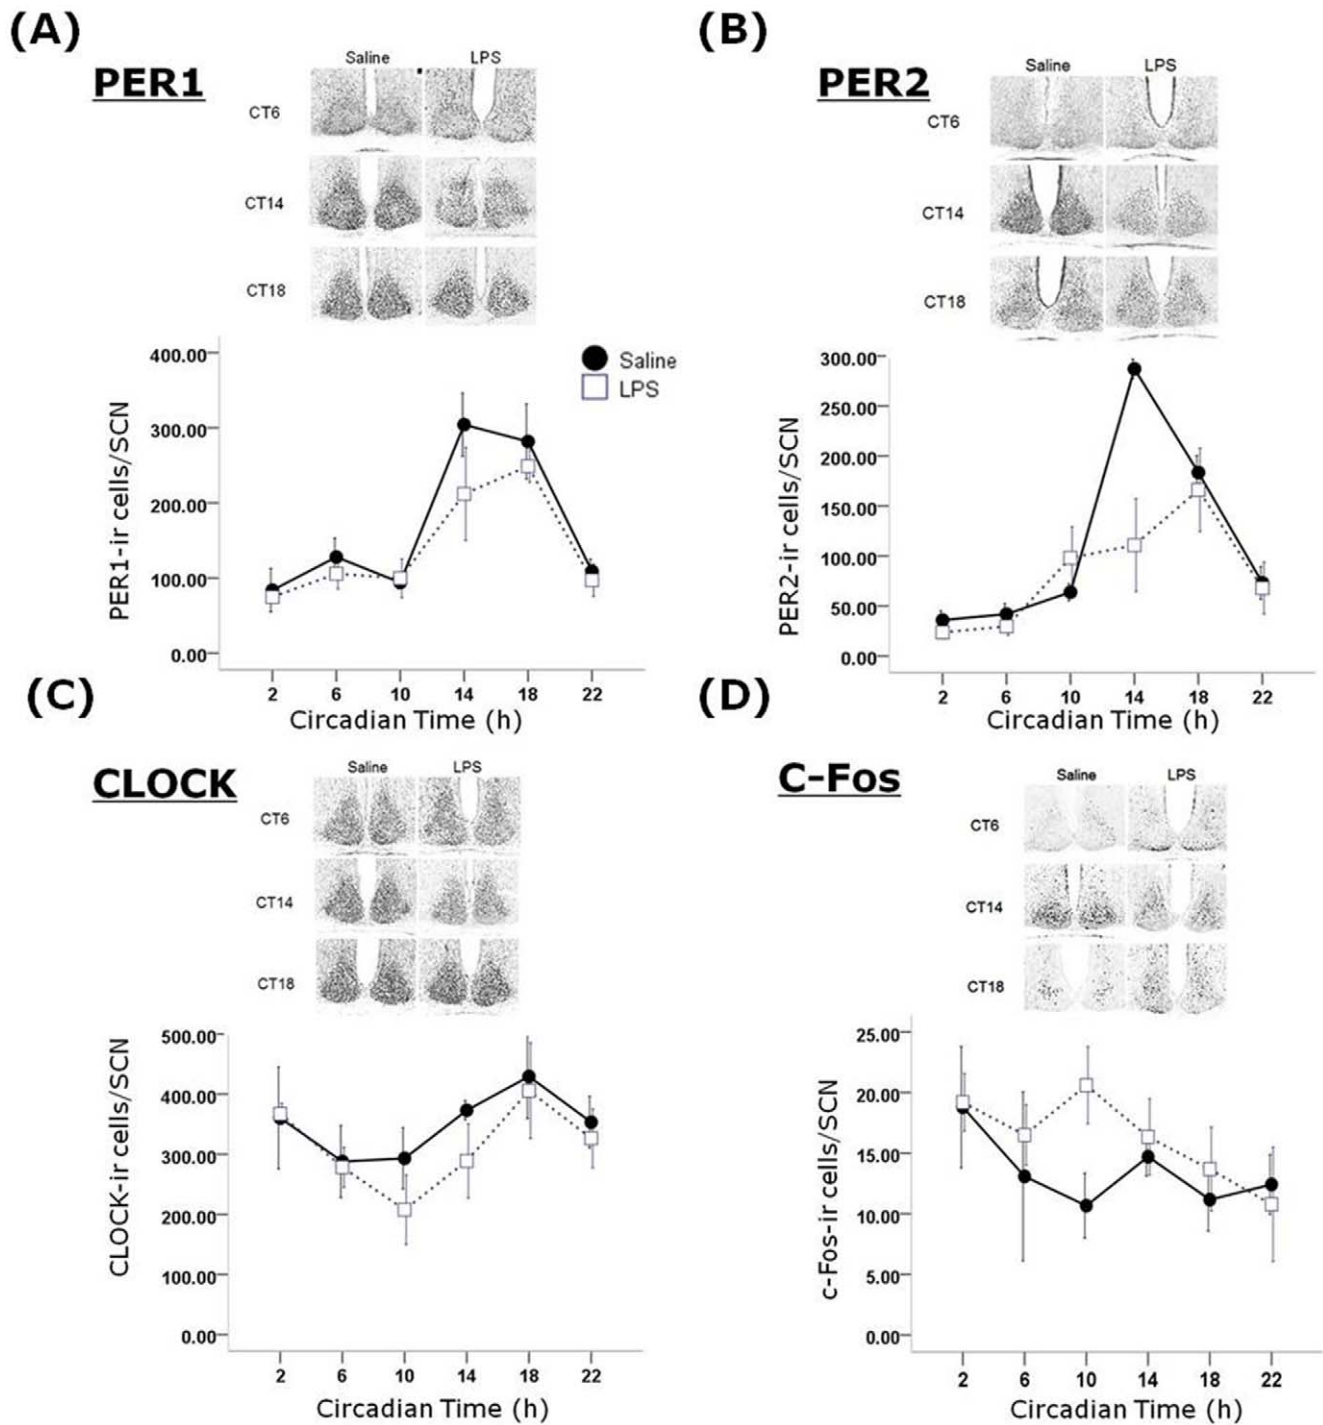 (A)
PER1
Saline LPS
CT6
CT14
CT18
400.00
300.00
200.00
100.00
0.00
PER1-ir cells/SCN
Saline
LPS
2 6 10 14 18 22
Circadian Time (h)
(B)
PER2
Saline LPS
CT6
CT14
CT18
300.00
250.00
200.00
150.00
100.00
50.00
0.00
PER2-ir cells/SCN
2 6 10 14 18 22
Circadian Time (h)
(C)
CLOCK
Saline LPS
CT6
CT14
CT18
500.00
400.00
300.00
200.00
100.00
0.00
CLOCK-ir cells/SCN
2 6 10 14 18 22
Circadian Time (h)
(D)
C-Fos
Saline LPS
CT6
CT14
CT18
25.00
20.00
15.00
10.00
5.00
0.00
c-Fos-ir cells/SCN
2 6 10 14 18 22
Circadian Time (h)